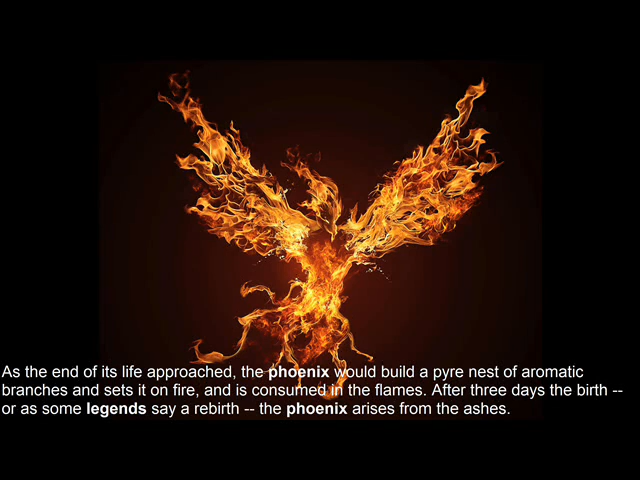 As the end of its life approached, the phoenix would build a pyre nest of aromatic
branches and sets it on fire, and is consumed in the flames. After three days the birth --
or as some legends say a rebirth -- the phoenix arises from the ashes.